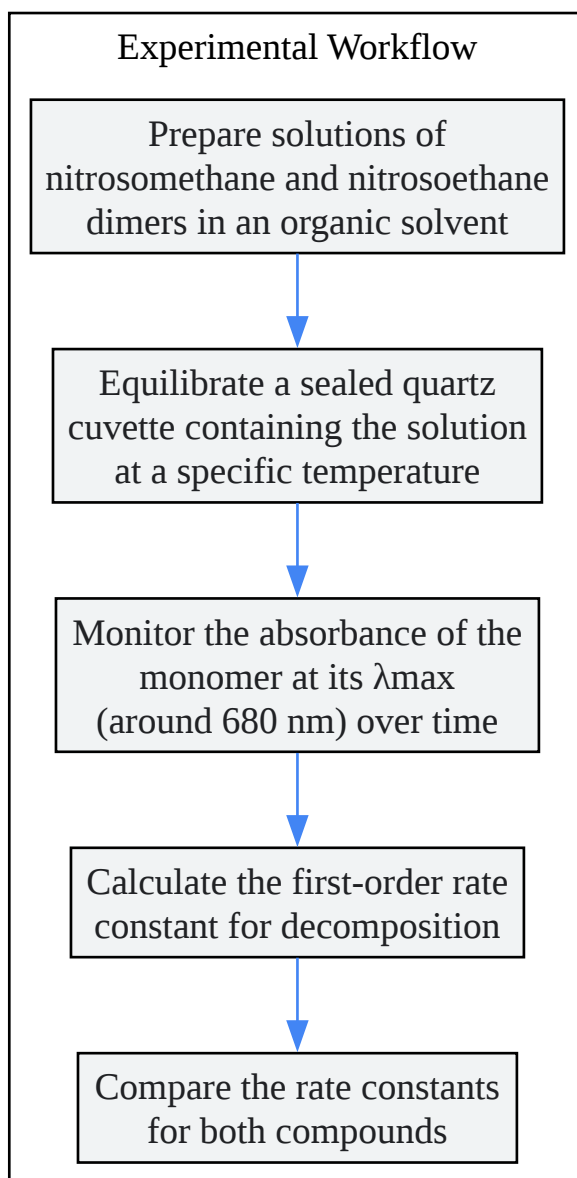 Experimental Workflow
Prepare solutions of
nitrosomethane and nitrosoethane
dimers in an organic solvent
Equilibrate a sealed quartz
cuvette containing the solution
at a specific temperature
Monitor the absorbance of the
monomer at its λmax
(around 680 nm) over time
Calculate the first-order rate
constant for decomposition
Compare the rate constants
for both compounds